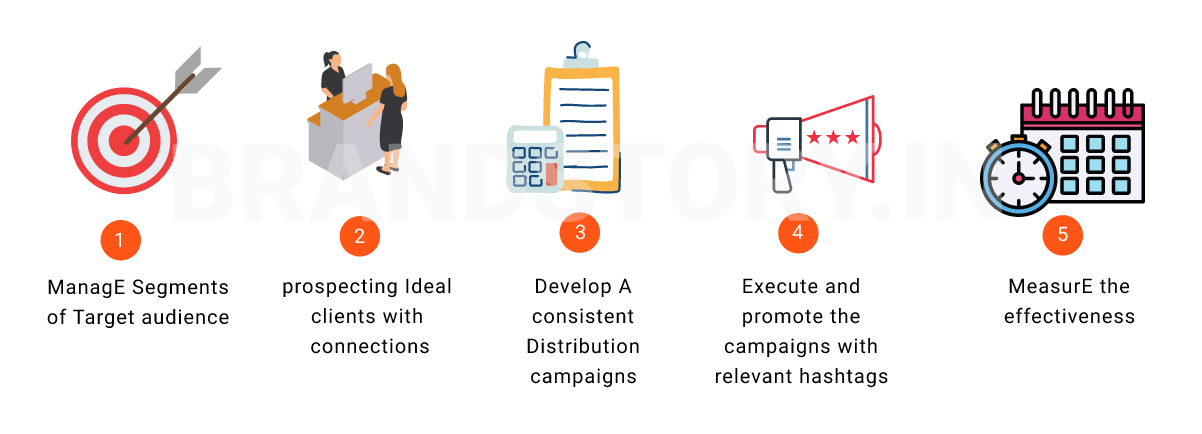 BRANDSTORY.IN
1
ManagE Segments
of Target audience
2
prospecting Ideal
clients with
connections
3
Develop A
consistent
Distribution
campaigns
4
Execute and
promote the
campaigns with
relevant hashtags
5
MeasurE the
effectiveness